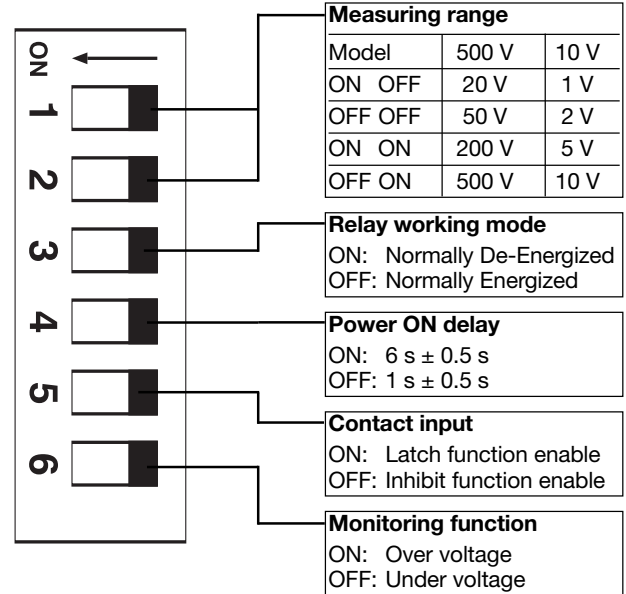 ON
1
2
3
4
5
6
Measuring range
Model 500 V 10 V
ON OFF 20 V 1 V
OFF OFF 50 V 2 V
ON ON 200 V 5 V
OFF ON 500 V 10 V
Relay working mode
ON: Normally De-Energized
OFF: Normally Energized
Power ON delay
ON: 6 s ± 0.5 s
OFF: 1 s ± 0.5 s
Contact input
ON: Latch function enable
OFF: Inhibit function enable
Monitoring function
ON: Over voltage
OFF: Under voltage